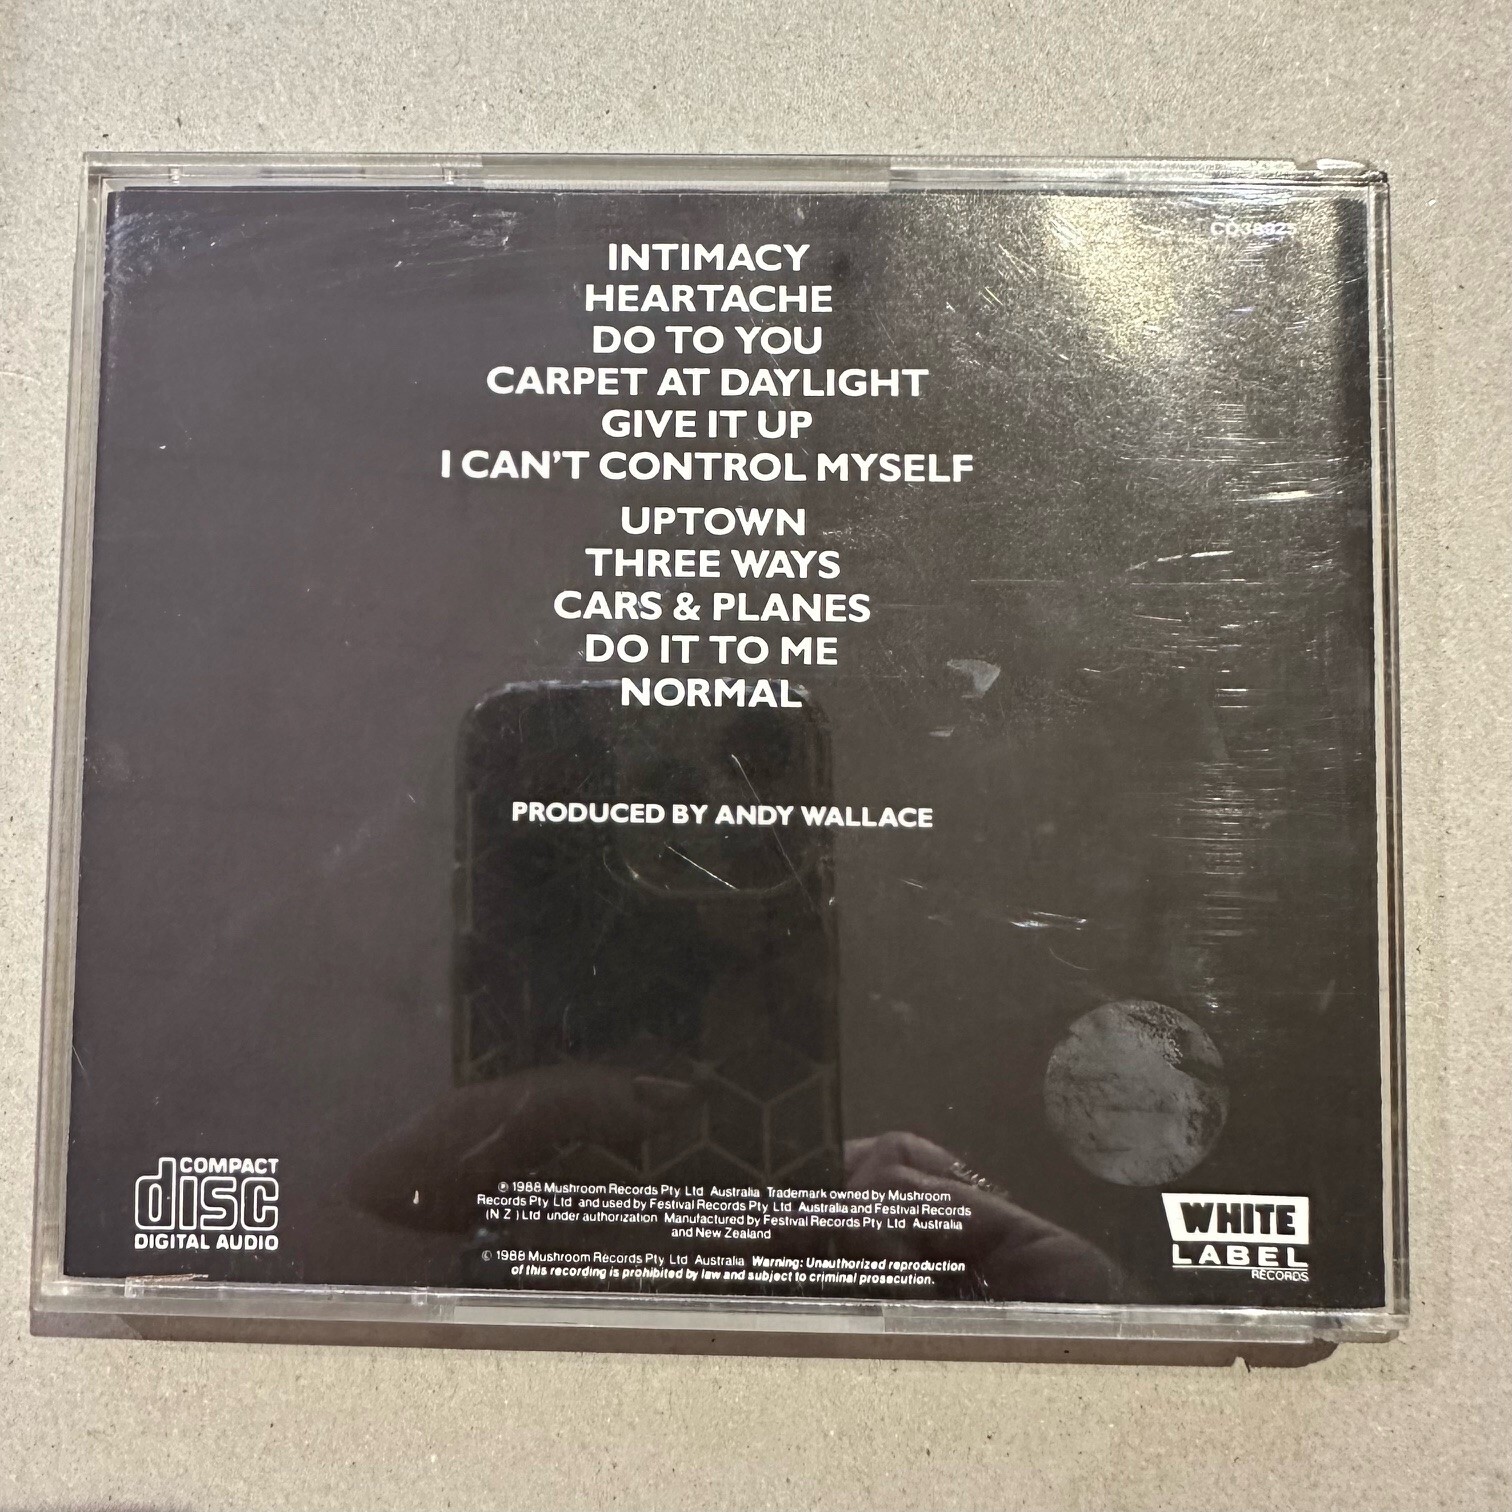 CD38925
INTIMACY
HEARTACHE
DO TO YOU
CARPET AT DAYLIGHT
GIVE IT UP
I CAN'T CONTROL MYSELF
UPTOWN
THREE WAYS
CARS & PLANES
DO IT TO ME
NORMAL
PRODUCED BY ANDY WALLACE
COMPACT
disc
DIGITAL AUDIO
℗ 1988 Mushroom Records Pty Ltd Australia Trademark owned by Mushroom
Records Pty Ltd and used by Festival Records Pty Ltd Australia and Festival Records
(N Z) Ltd under authorization Manufactured by Festival Records Pty Ltd Australia
and New Zealand
© 1988 Mushroom Records Pty Ltd Australia Warning: Unauthorized reproduction
of this recording is prohibited by law and subject to criminal prosecution.
WHITE
LABEL
RECORDS